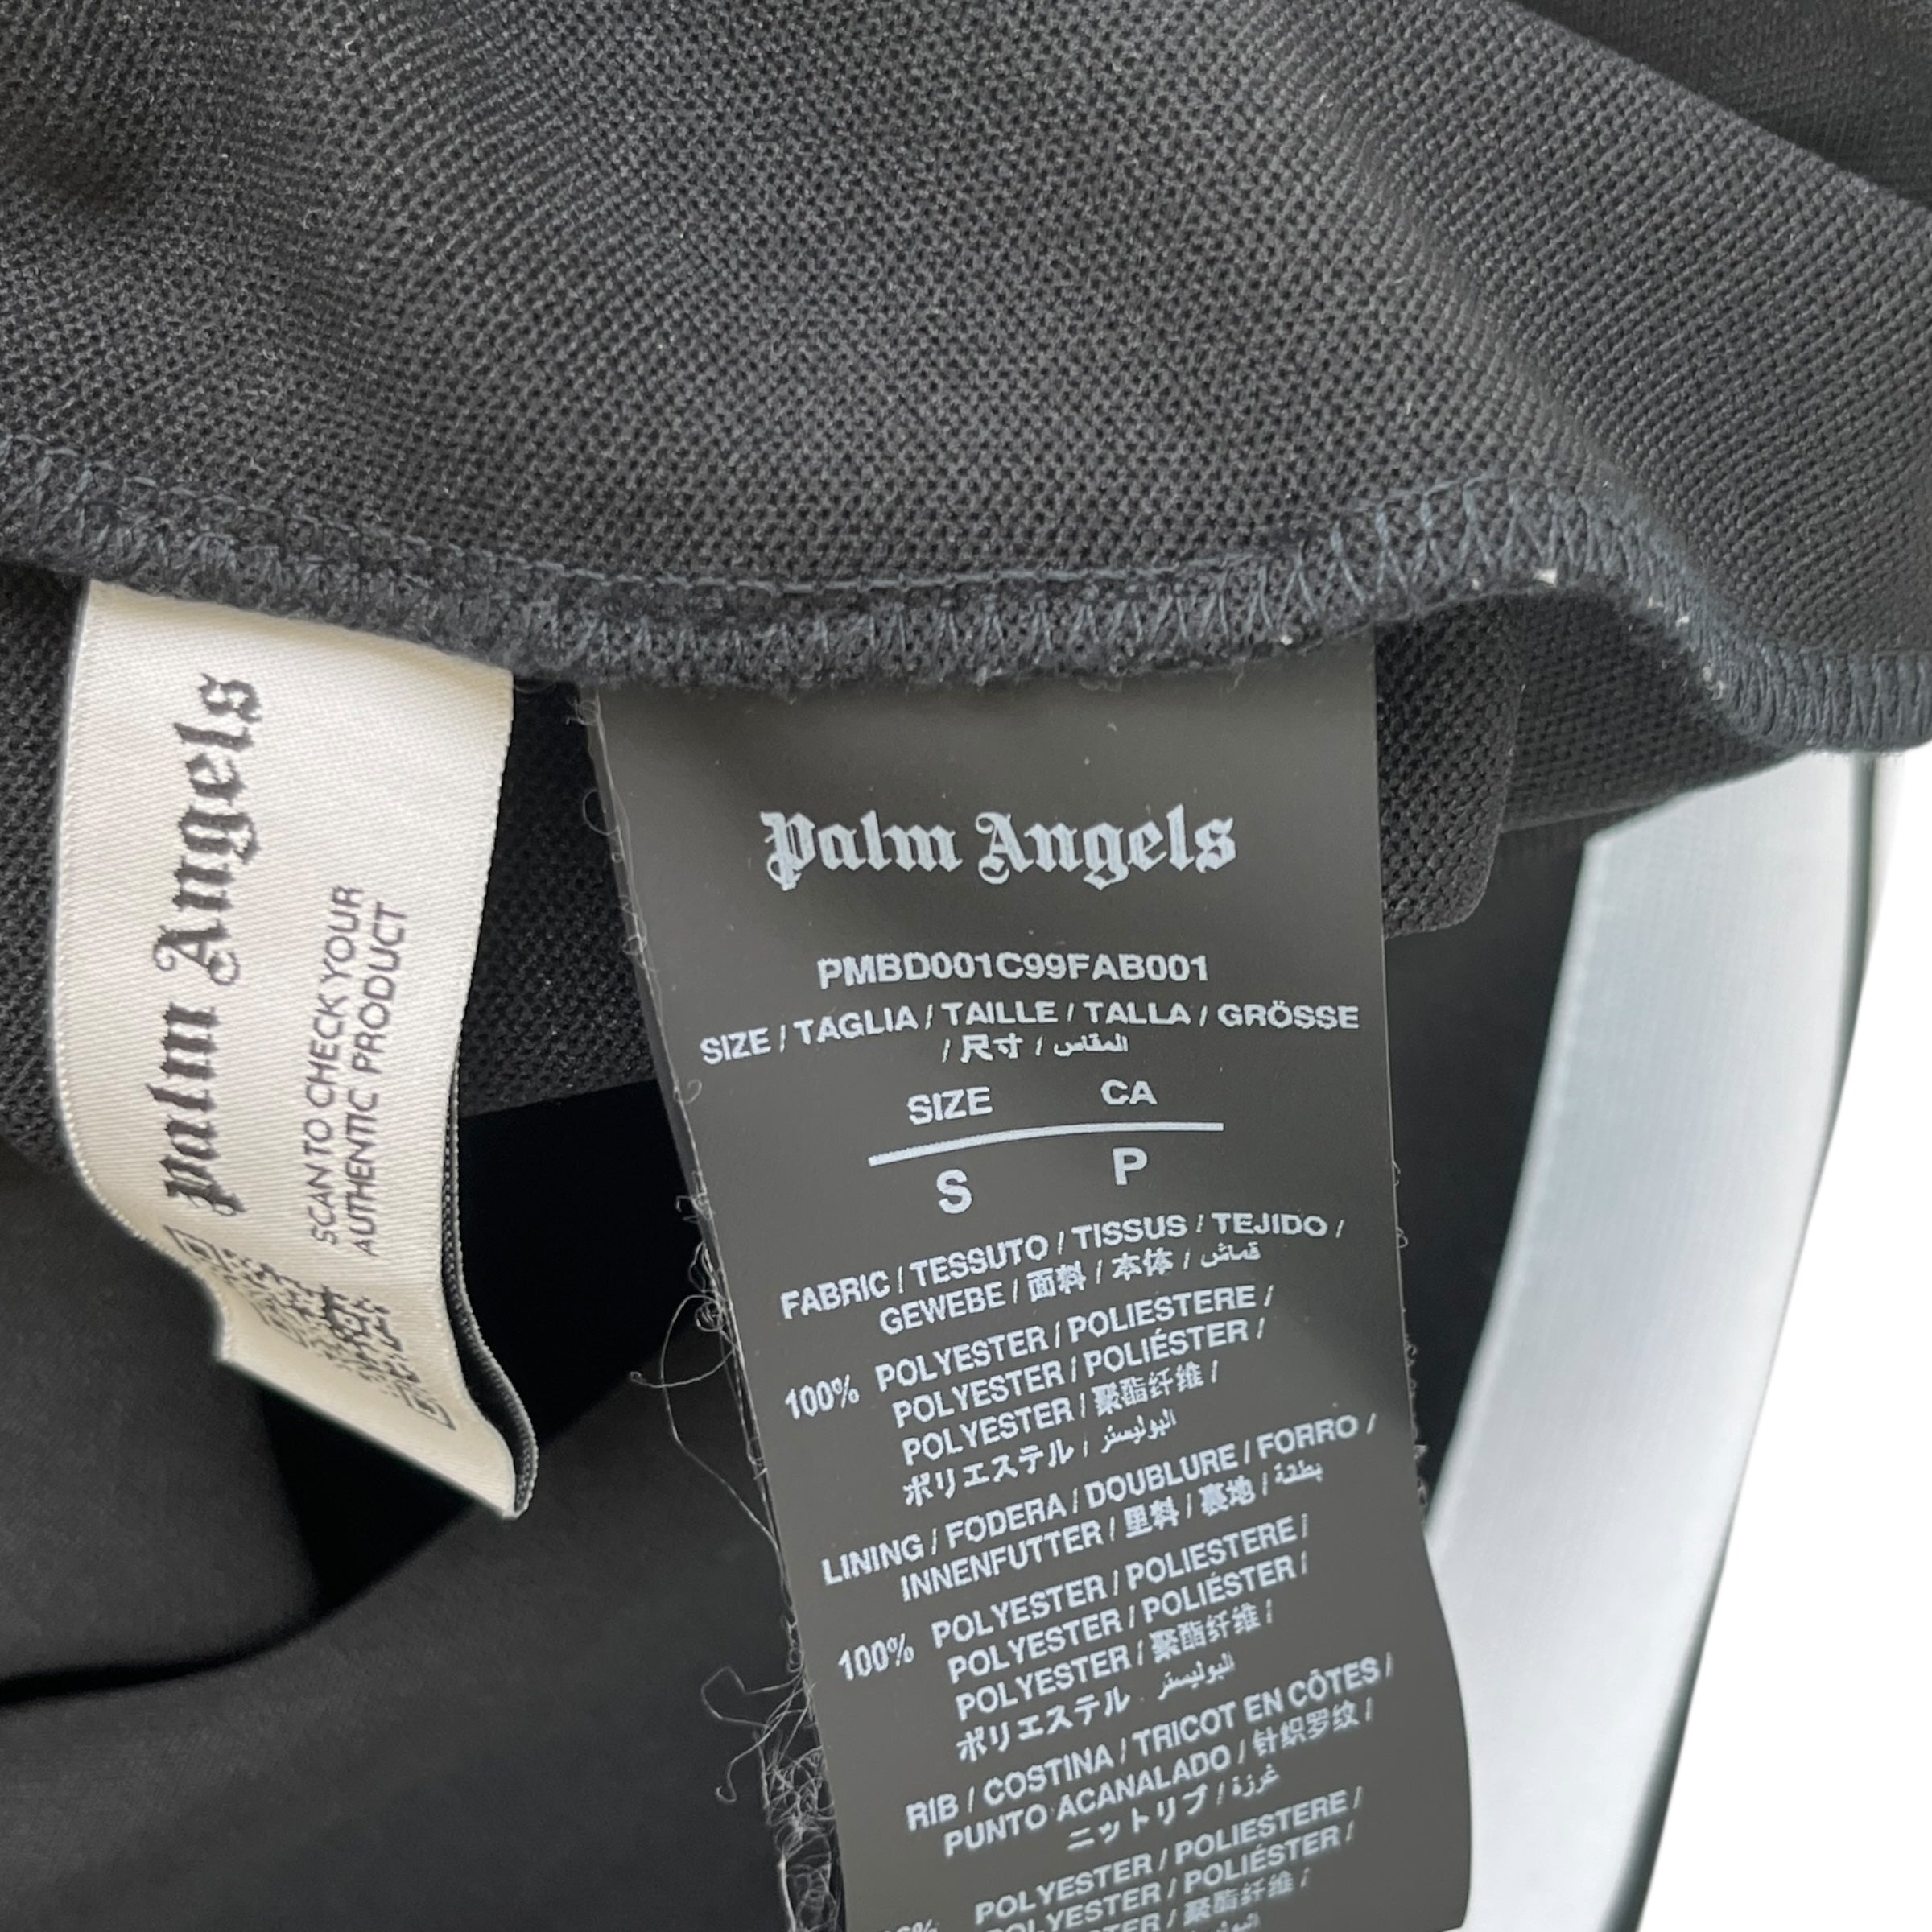 Palm Angels
SCAN TO CHECK YOUR
AUTHENTIC PRODUCT
Palm Angels
PMBD001C99FAB001
SIZE / TAGLIA / TAILLE / TALLA / GRÖSSE
/ 尺寸 / المقاس
SIZE CA
S P
FABRIC / TESSUTO / TISSUS / TEJIDO /
GEWEBE / 面料 / 本体 / قماش
100% POLYESTER / POLIESTERE /
POLYESTER / POLIÉSTER /
POLYESTER / 聚酯纤维 /
ポリエステル / البوليستر
LINING / FODERA / DOUBLURE / FORRO /
INNENFUTTER / 里料 / 裏地 / بطانة
100% POLYESTER / POLIESTERE /
POLYESTER / POLIÉSTER /
POLYESTER / 聚酯纤维 /
ポリエステル البوليستر
RIB / COSTINA / TRICOT EN CÔTES /
PUNTO ACANALADO / 针织罗纹 /
ニットリブ / غرزة
POLYESTER / POLIESTERE /
POLYESTER / POLIÉSTER /
聚酯纤维 /